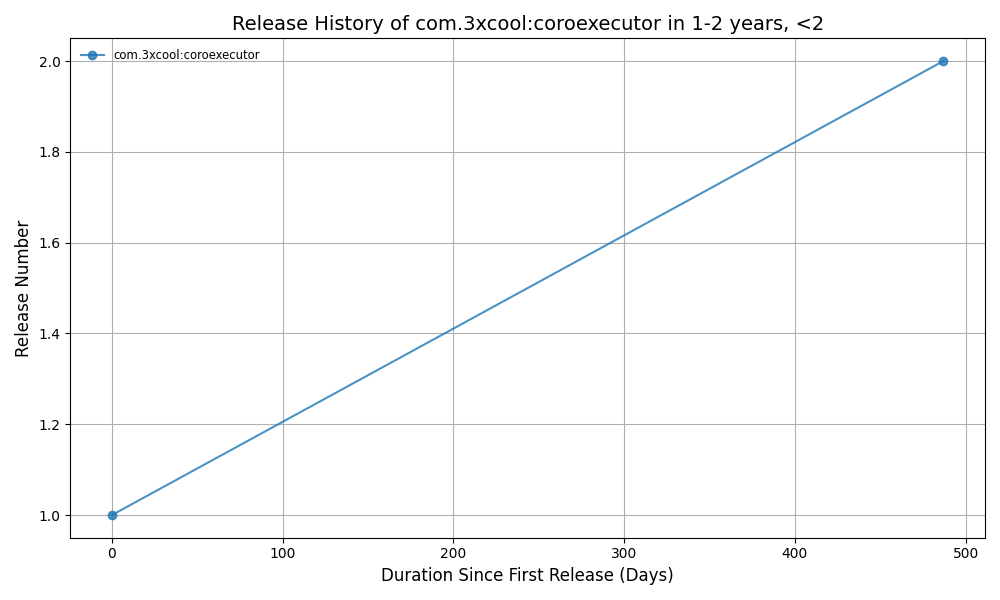 Release History of com.3xcool:coroexecutor in 1-2 years, <2
com.3xcool:coroexecutor
2.0
1.8
1.6
1.4
1.2
1.0
Release Number
0 100 200 300 400 500
Duration Since First Release (Days)